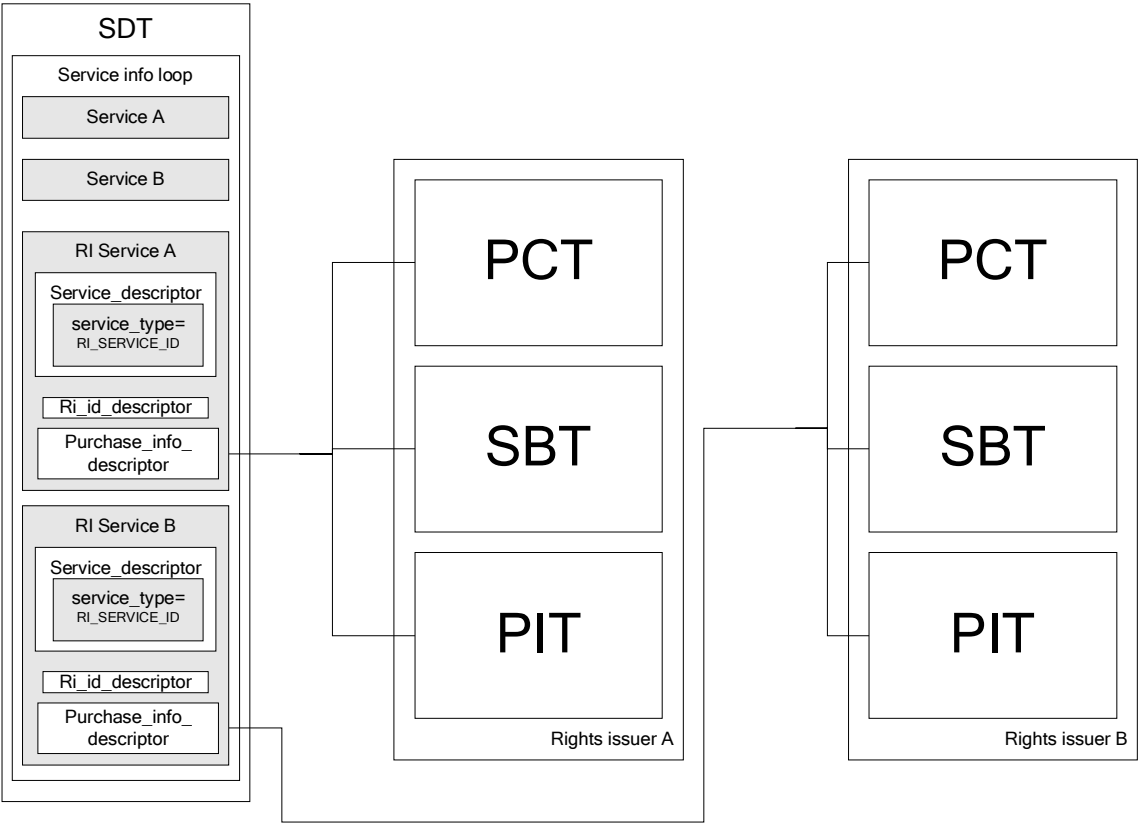 SDT
Service info loop
Service A
Service B
RI Service A
Service_descriptor
service_type=
RI_SERVICE_ID
Ri_id_descriptor
Purchase_info_
descriptor
RI Service B
Service_descriptor
service_type=
RI_SERVICE_ID
Ri_id_descriptor
Purchase_info_
descriptor
PCT
SBT
PIT
Rights issuer A
PCT
SBT
PIT
Rights issuer B